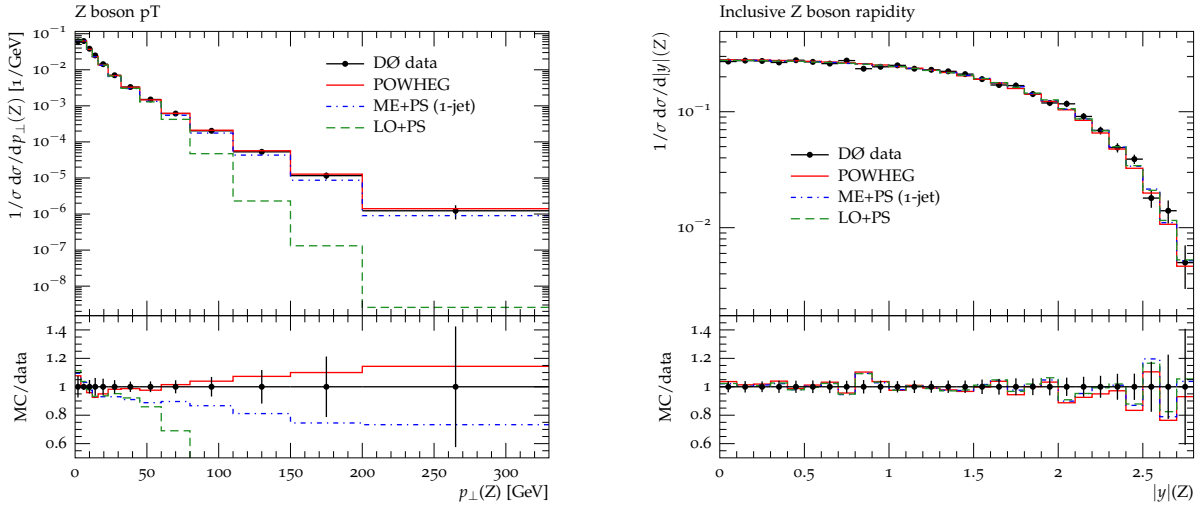 Z boson pT
1/σ dσ/dp⊥(Z) [1/GeV]
10⁻¹
10⁻²
10⁻³
10⁻⁴
10⁻⁵
10⁻⁶
10⁻⁷
10⁻⁸
DØ data
POWHEG
ME+PS (1-jet)
LO+PS
MC/data
1.4
1.2
1
0.8
0.6
0 50 100 150 200 250 300
p⊥(Z) [GeV]
Inclusive Z boson rapidity
1/σ dσ/d|y|(Z)
10⁻¹
10⁻²
DØ data
POWHEG
ME+PS (1-jet)
LO+PS
MC/data
1.4
1.2
1
0.8
0.6
0 0.5 1 1.5 2 2.5
|y|(Z)